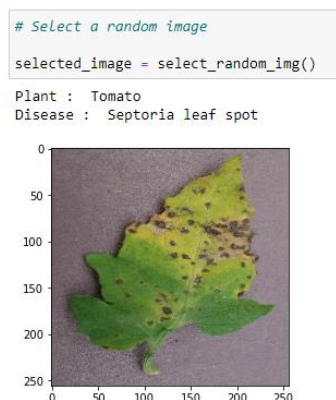 # Select a random image
selected_image = select_random_img()
Plant :  Tomato
Disease :  Septoria leaf spot
0
50
100
150
200
250
0 50 100 150 200 250